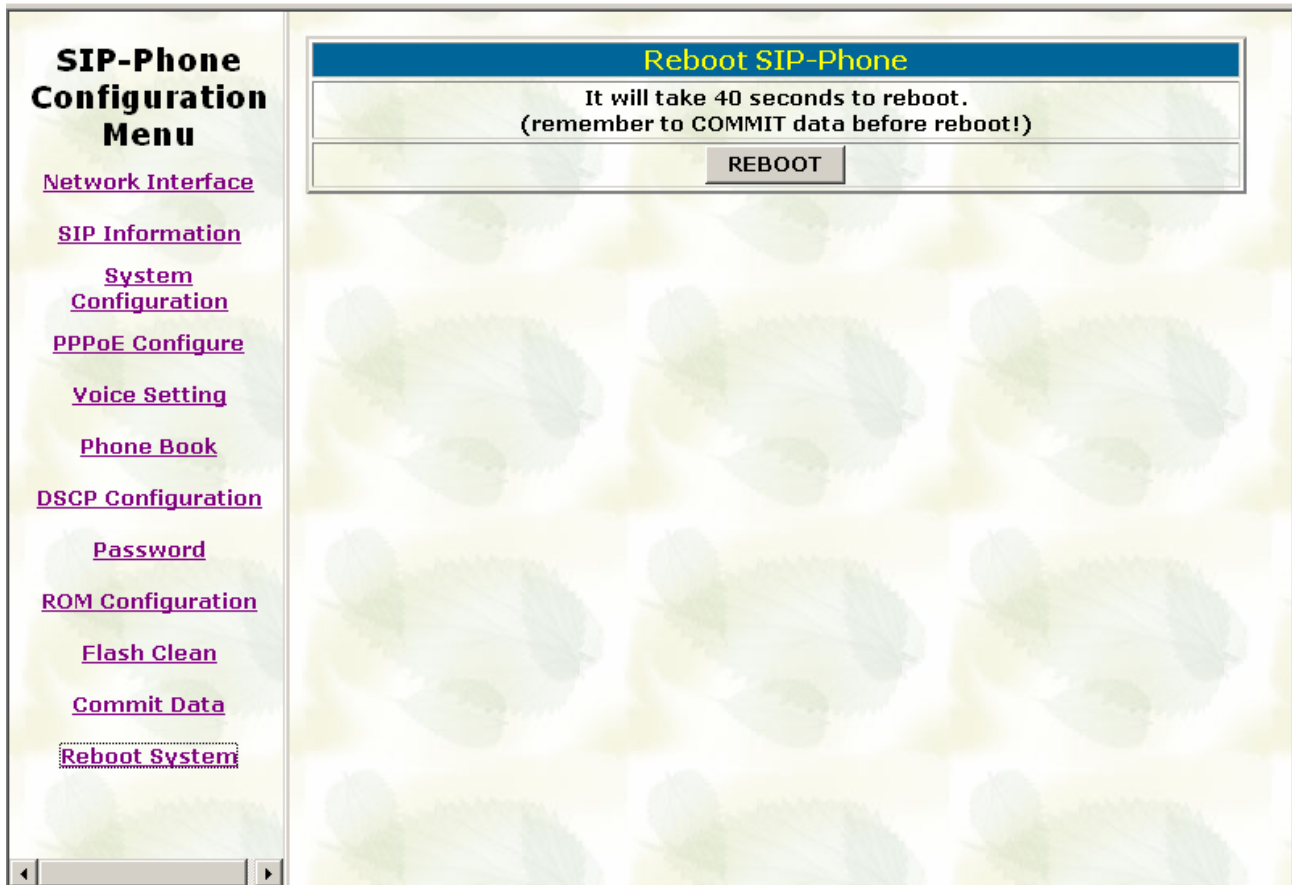 SIP-Phone
Configuration
Menu
Network Interface
SIP Information
System
Configuration
PPPoE Configure
Voice Setting
Phone Book
DSCP Configuration
Password
ROM Configuration
Flash Clean
Commit Data
Reboot System
Reboot SIP-Phone
It will take 40 seconds to reboot.
(remember to COMMIT data before reboot!)
REBOOT